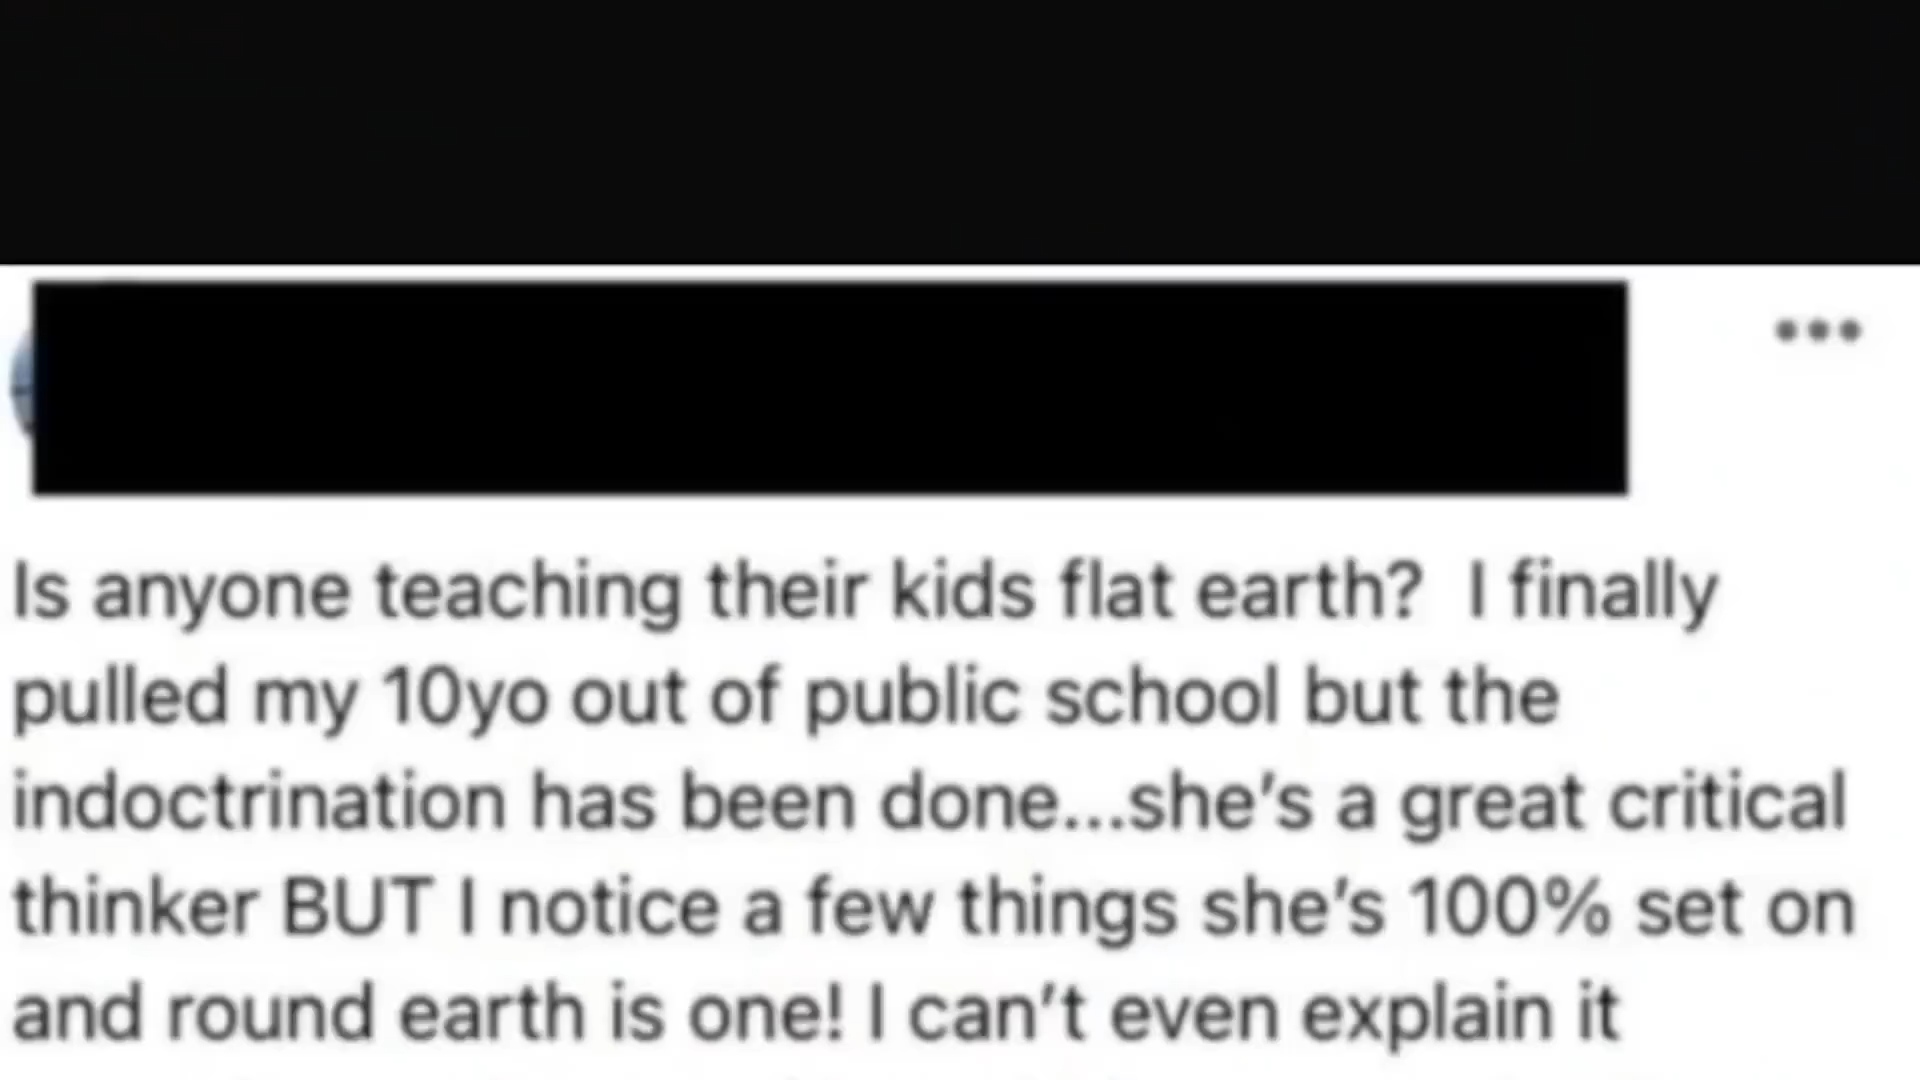 Is anyone teaching their kids flat earth?  I finally
pulled my 10yo out of public school but the
indoctrination has been done...she's a great critical
thinker BUT I notice a few things she's 100% set on
and round earth is one! I can't even explain it